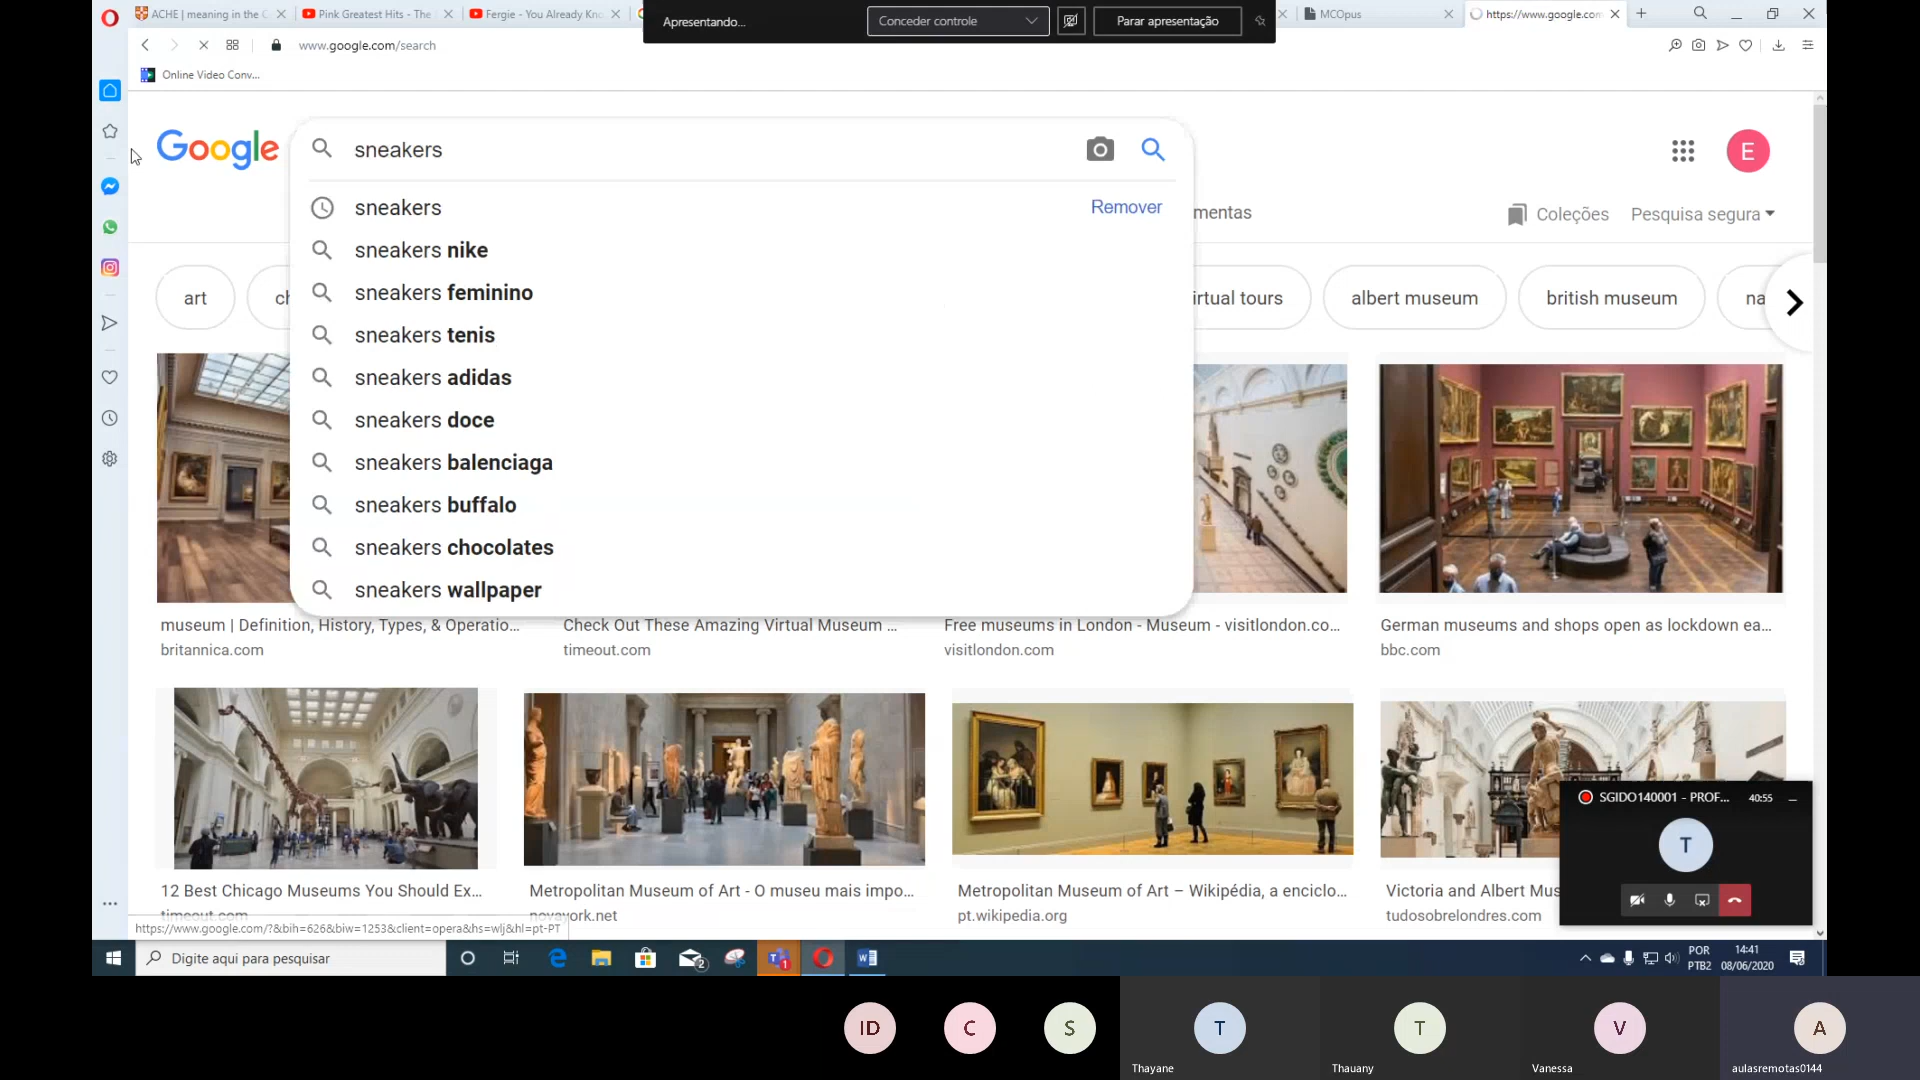 ACHE | meaning in the C
Pink Greatest Hits - The
Fergie - You Already Kno
Apresentando...
Conceder controle
Parar apresentação
MCOpus
https://www.google.com
www.google.com/search
Online Video Conv...
Google
sneakers
E
sneakers
Remover
mentas
Coleções
Pesquisa segura
sneakers nike
sneakers feminino
sneakers tenis
sneakers adidas
sneakers doce
sneakers balenciaga
sneakers buffalo
sneakers chocolates
sneakers wallpaper
art
ch
irtual tours
albert museum
british museum
na
museum | Definition, History, Types, & Operatio...
britannica.com
Check Out These Amazing Virtual Museum ...
timeout.com
Free museums in London - Museum - visitlondon.co...
visitlondon.com
German museums and shops open as lockdown ea...
bbc.com
SGIDO140001 - PROF...
40:55
T
12 Best Chicago Museums You Should Ex...
timeout.com
Metropolitan Museum of Art - O museu mais impo...
novayork.net
Metropolitan Museum of Art – Wikipédia, a enciclo...
pt.wikipedia.org
Victoria and Albert Mus
tudosobrelondres.com
https://www.google.com/?&bih=626&biw=1253&client=opera&hs=wlj&hl=pt-PT
Digite aqui para pesquisar
2
1
POR
PTB2
14:41
08/06/2020
ID
C
S
T
Thayane
T
Thauany
V
Vanessa
A
aulasremotas0144